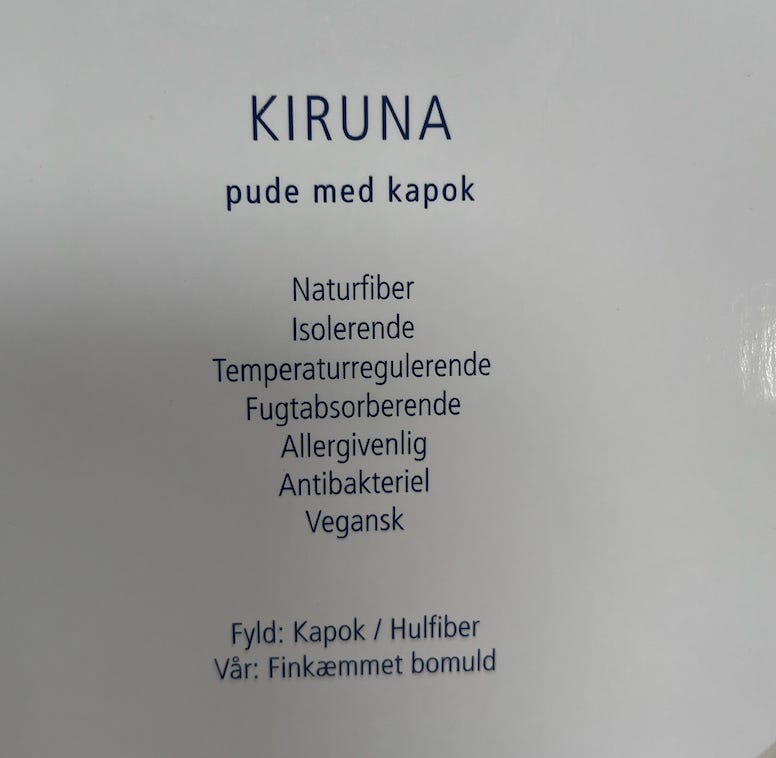 KIRUNA
pude med kapok
Naturfiber
Isolerende
Temperaturregulerende
Fugtabsorberende
Allergivenlig
Antibakteriel
Vegansk
Fyld: Kapok / Hulfiber
Vår: Finkæmmet bomuld